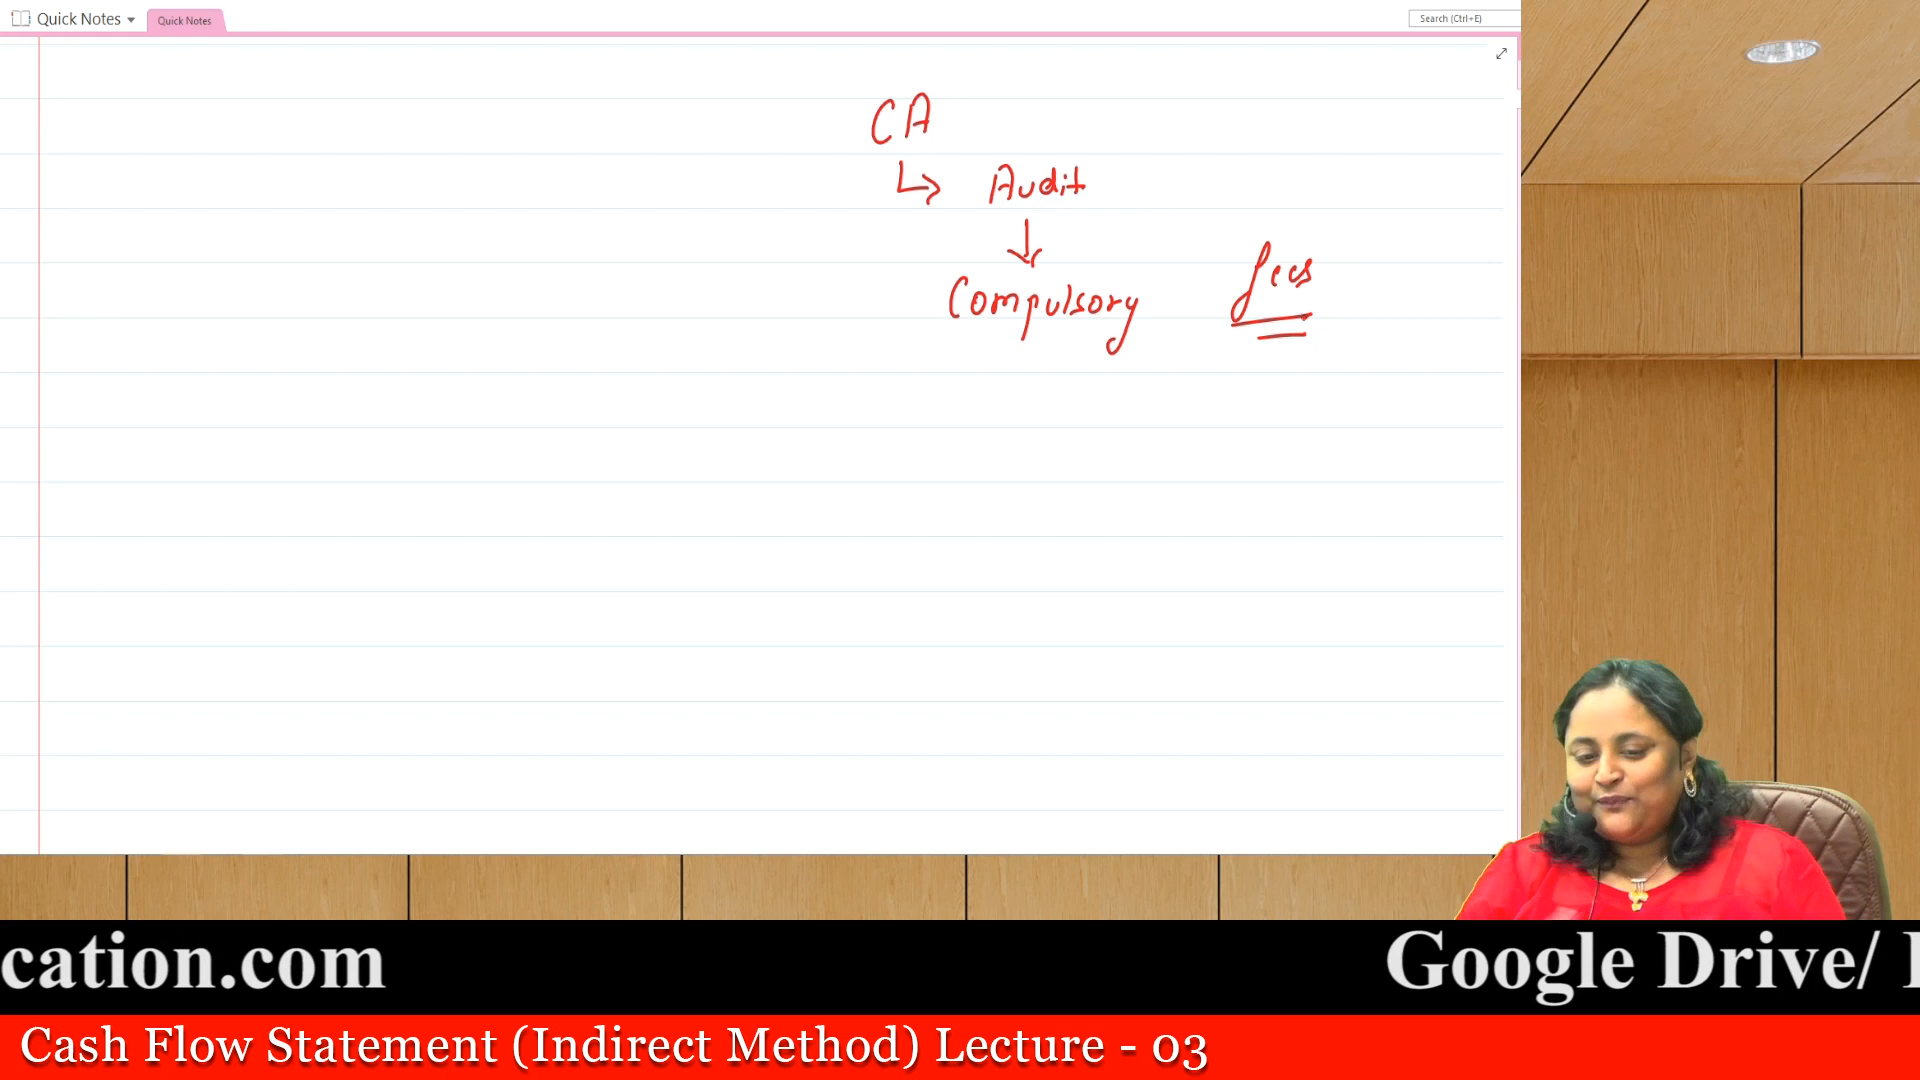 Quick Notes
Quick Notes
Search (Ctrl+E)
CA
Audit
Compulsory
fees
cation.com
Google Drive/
Cash Flow Statement (Indirect Method) Lecture - 03